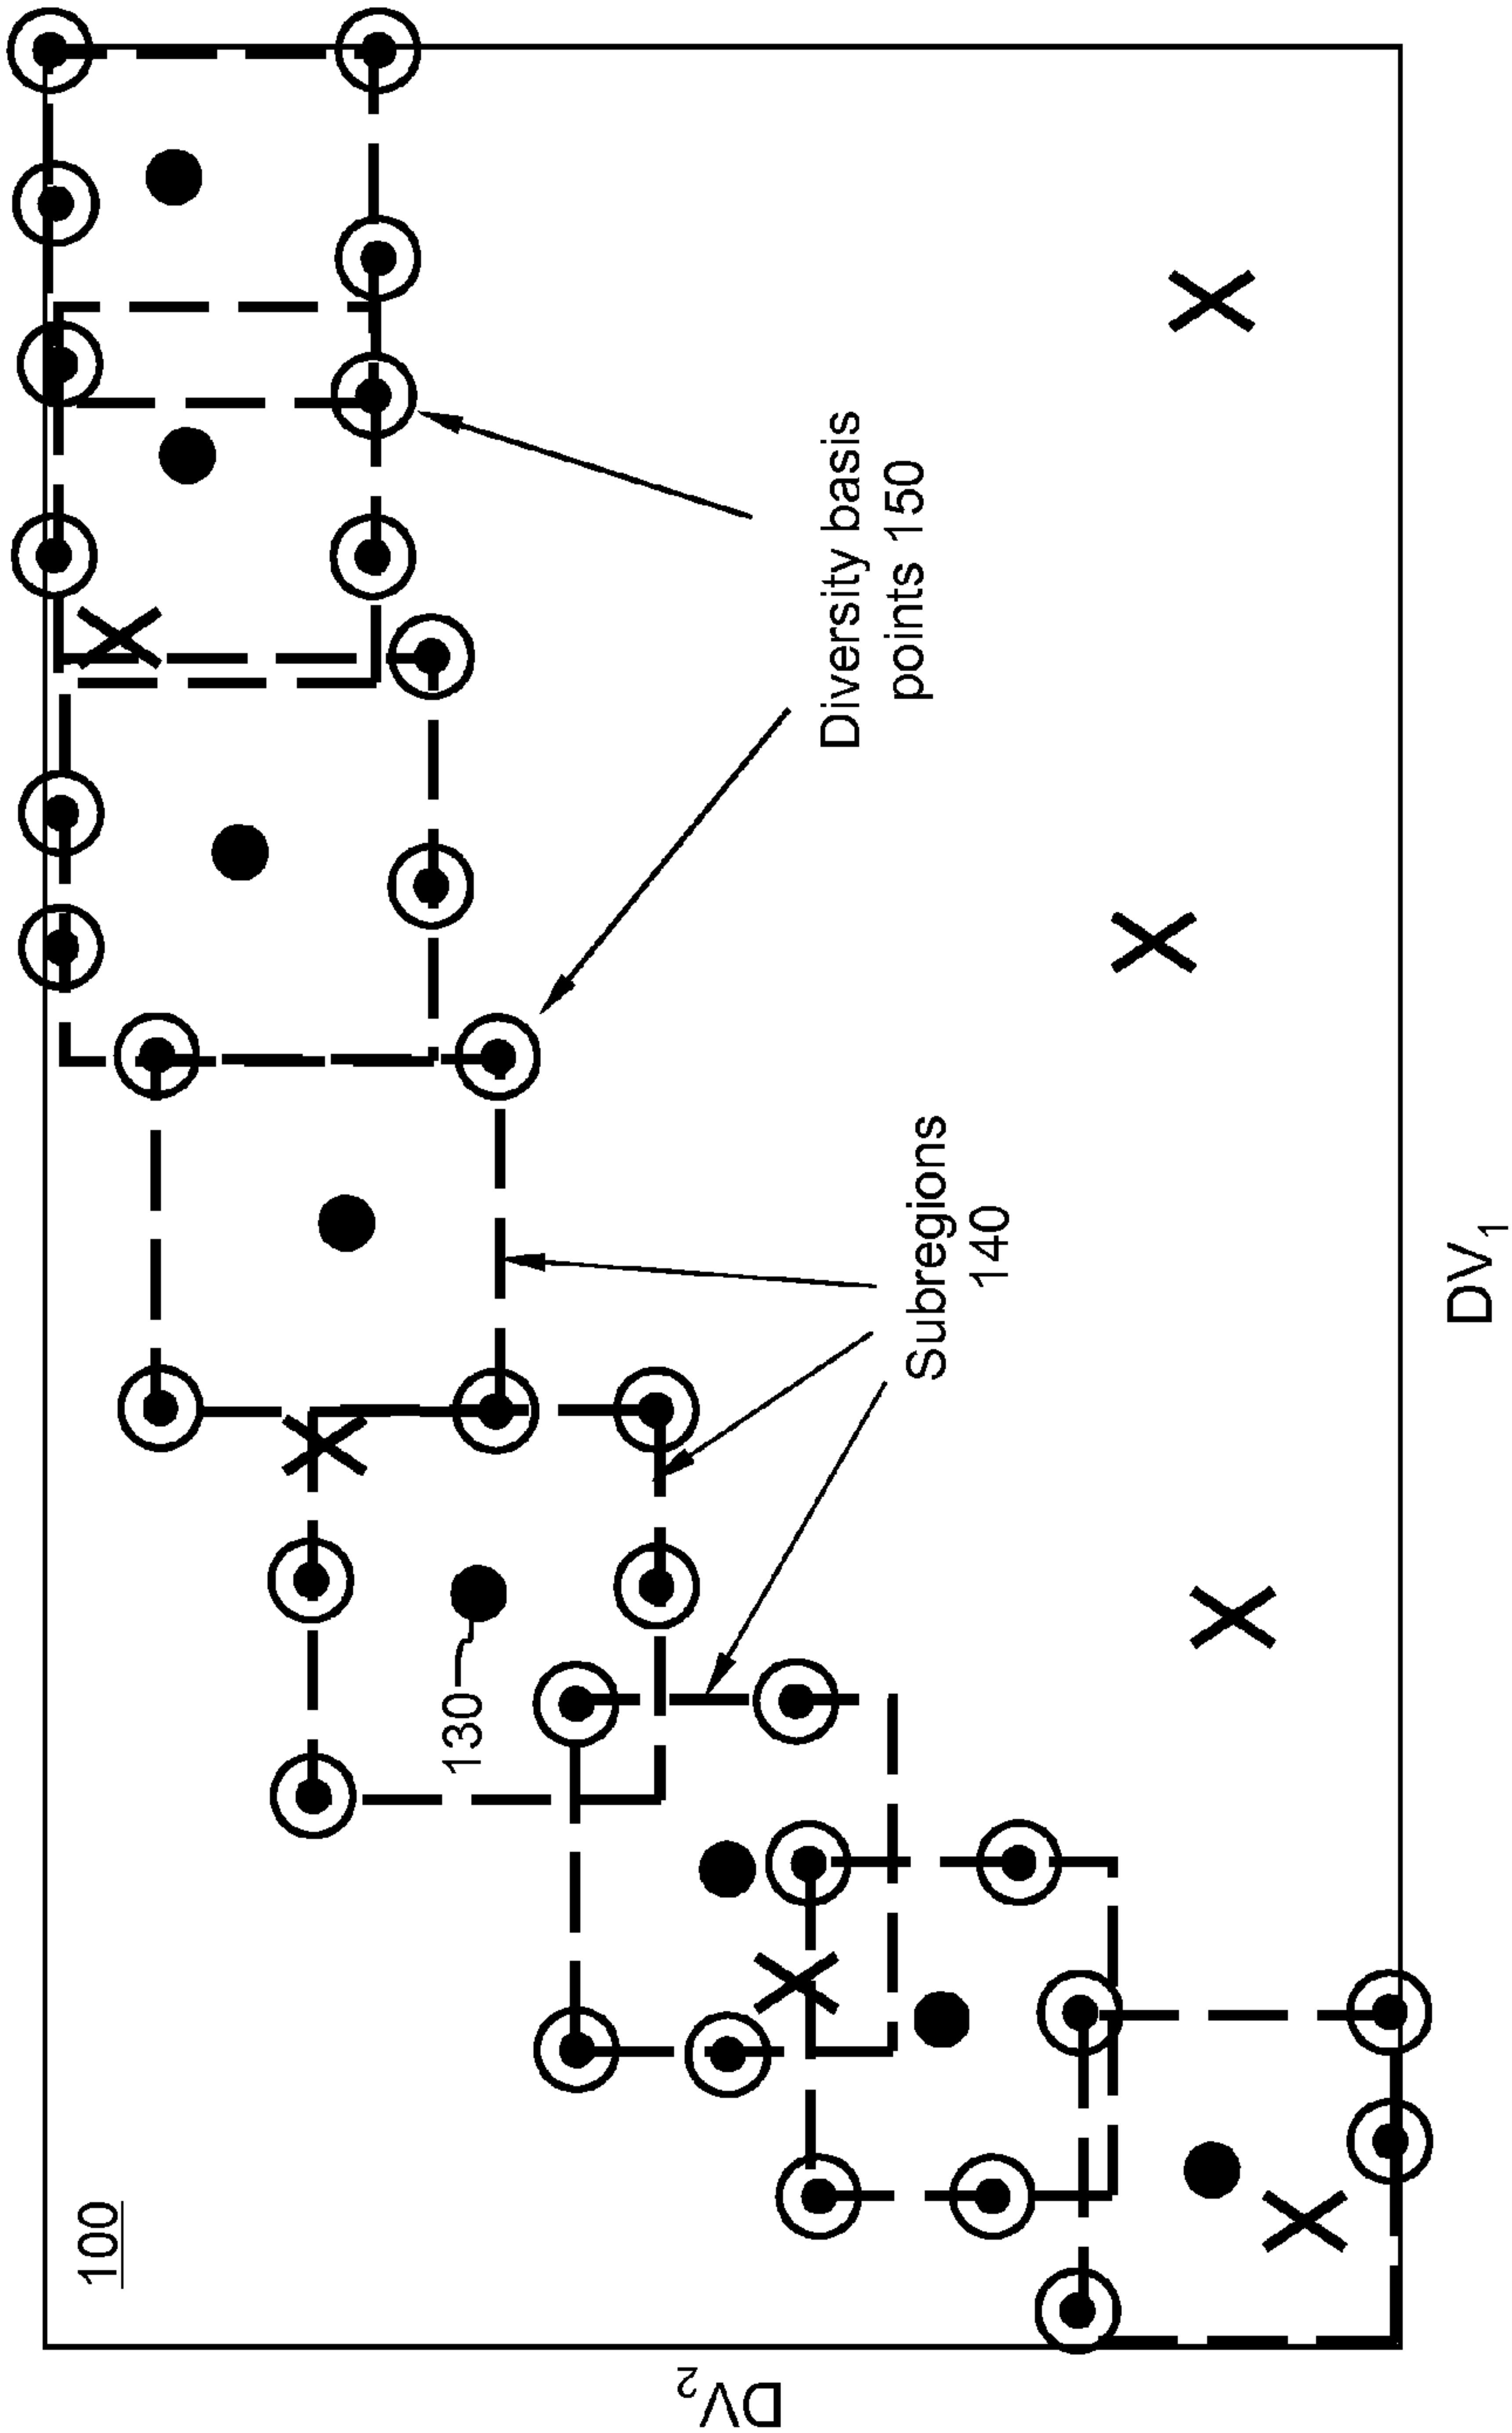 100
DV2
130
Subregions
140
Diversity basis
points 150
DV1